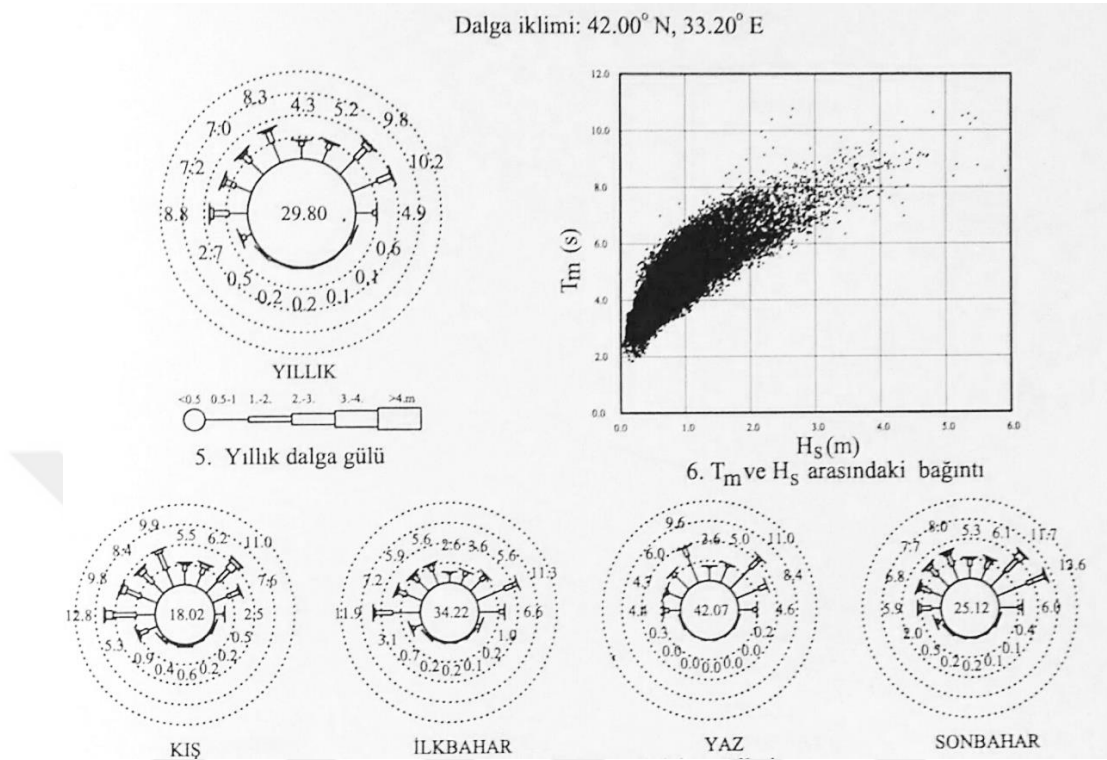 Dalga iklimi: 42.00° N, 33.20° E
8.3 4.3 5.2 9.8
7.0 10.2
7.2
8.8 29.80 4.9
2.7 0.6
0.5 0.2 0.2 0.1 0.1
YILLIK
<0.5 0.5-1 1.-2. 2.-3. 3.-4. >4.m
5. Yıllık dalga gülü
12.0
10.0
8.0
6.0
4.0
2.0
0.0
Tm (s)
0.0 1.0 2.0 3.0 4.0 5.0 6.0
HS(m)
6. Tm ve HS arasındaki bağıntı
9.9 5.5 6.2 11.0
8.4 7.6
9.8
12.8 18.02 2.5
5.3 0.5
0.9 0.4 0.6 0.2 0.2
KIŞ
5.6 2.6 3.6 5.6
5.9 11.3
7.2
11.9 34.22 6.6
3.1 1.0
0.7 0.2 0.2 0.1 0.2
İLKBAHAR
9.6 3.6 5.0 11.0
6.0 8.4
4.7
4.4 42.07 4.6
0.3 0.2
0.0 0.0 0.0 0.0 0.0
YAZ
8.0 5.3 6.1 11.7
7.7 13.6
6.8
5.9 25.12 6.0
2.0 0.4
0.5 0.2 0.2 0.1 0.1
SONBAHAR